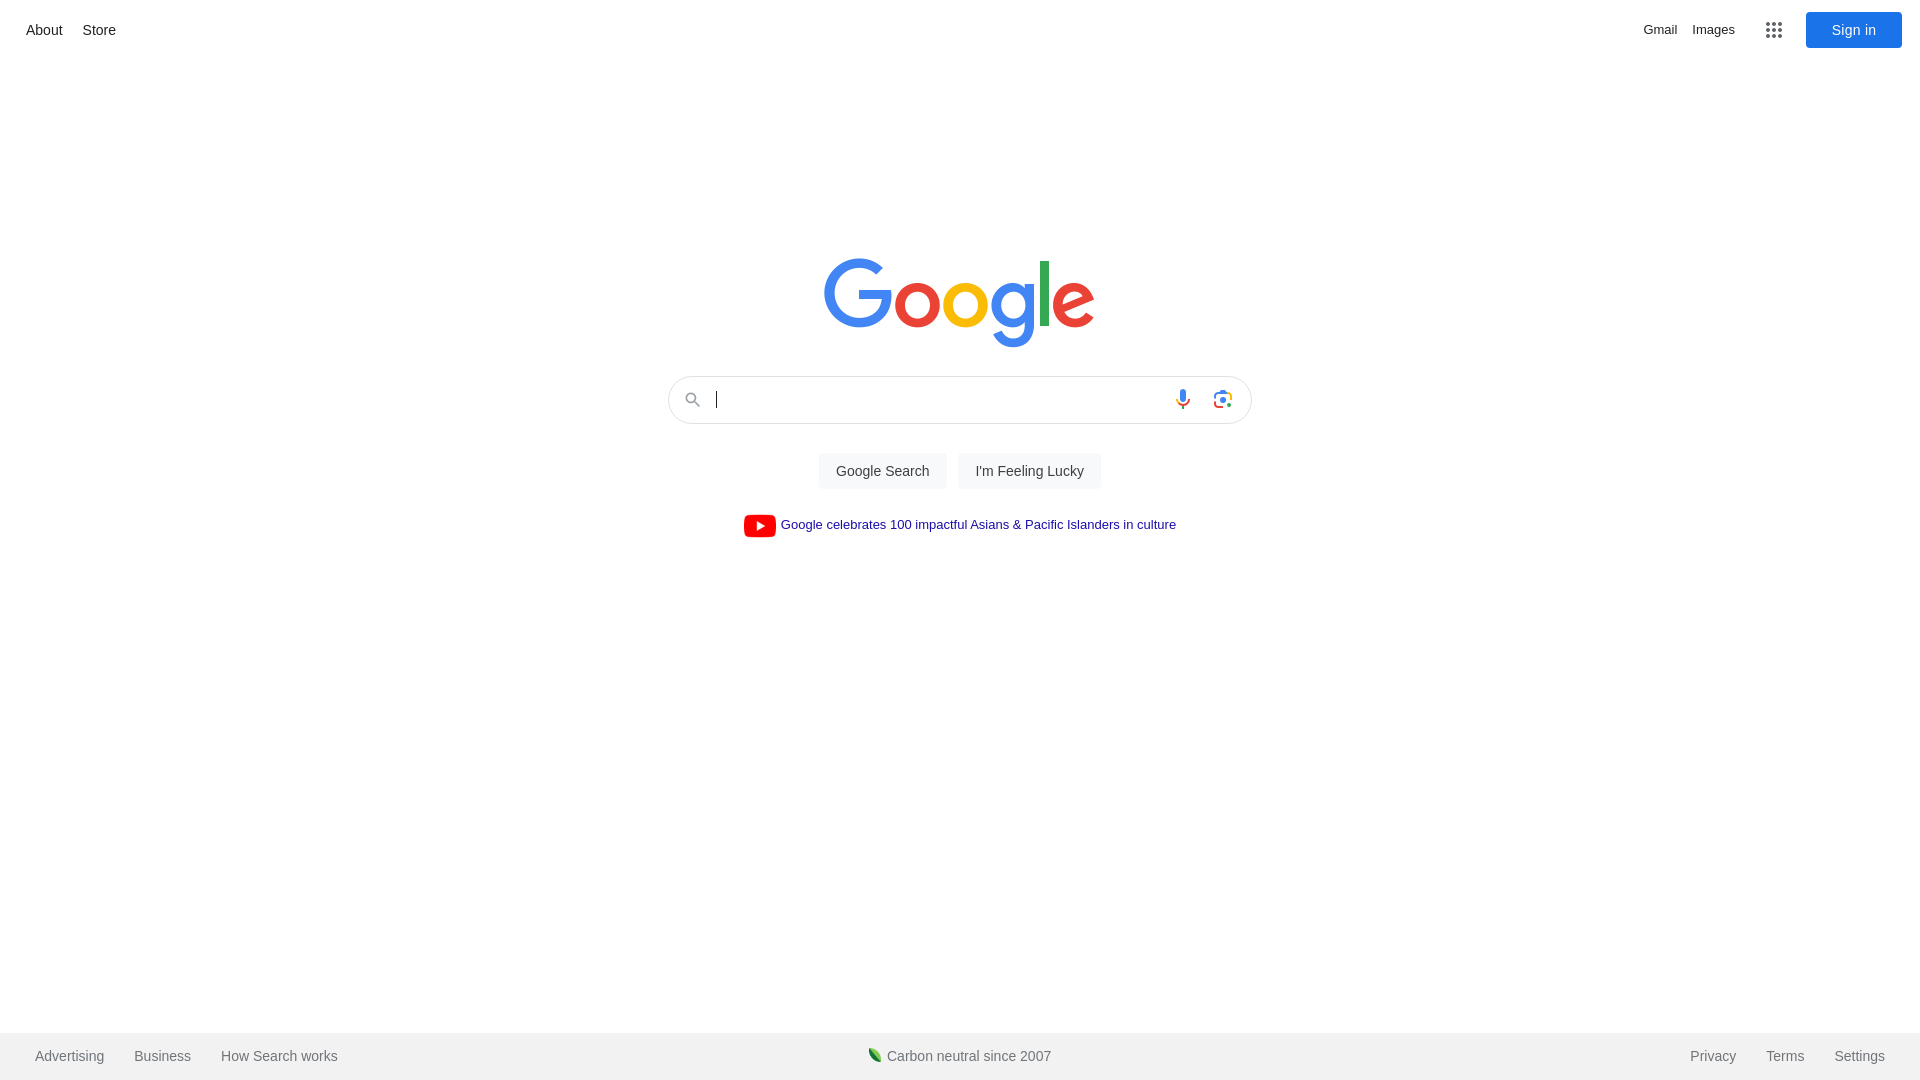 About Store
Gmail Images Sign in
Google
Google Search I'm Feeling Lucky
Google celebrates 100 impactful Asians & Pacific Islanders in culture
Advertising Business How Search works Carbon neutral since 2007 Privacy Terms Settings